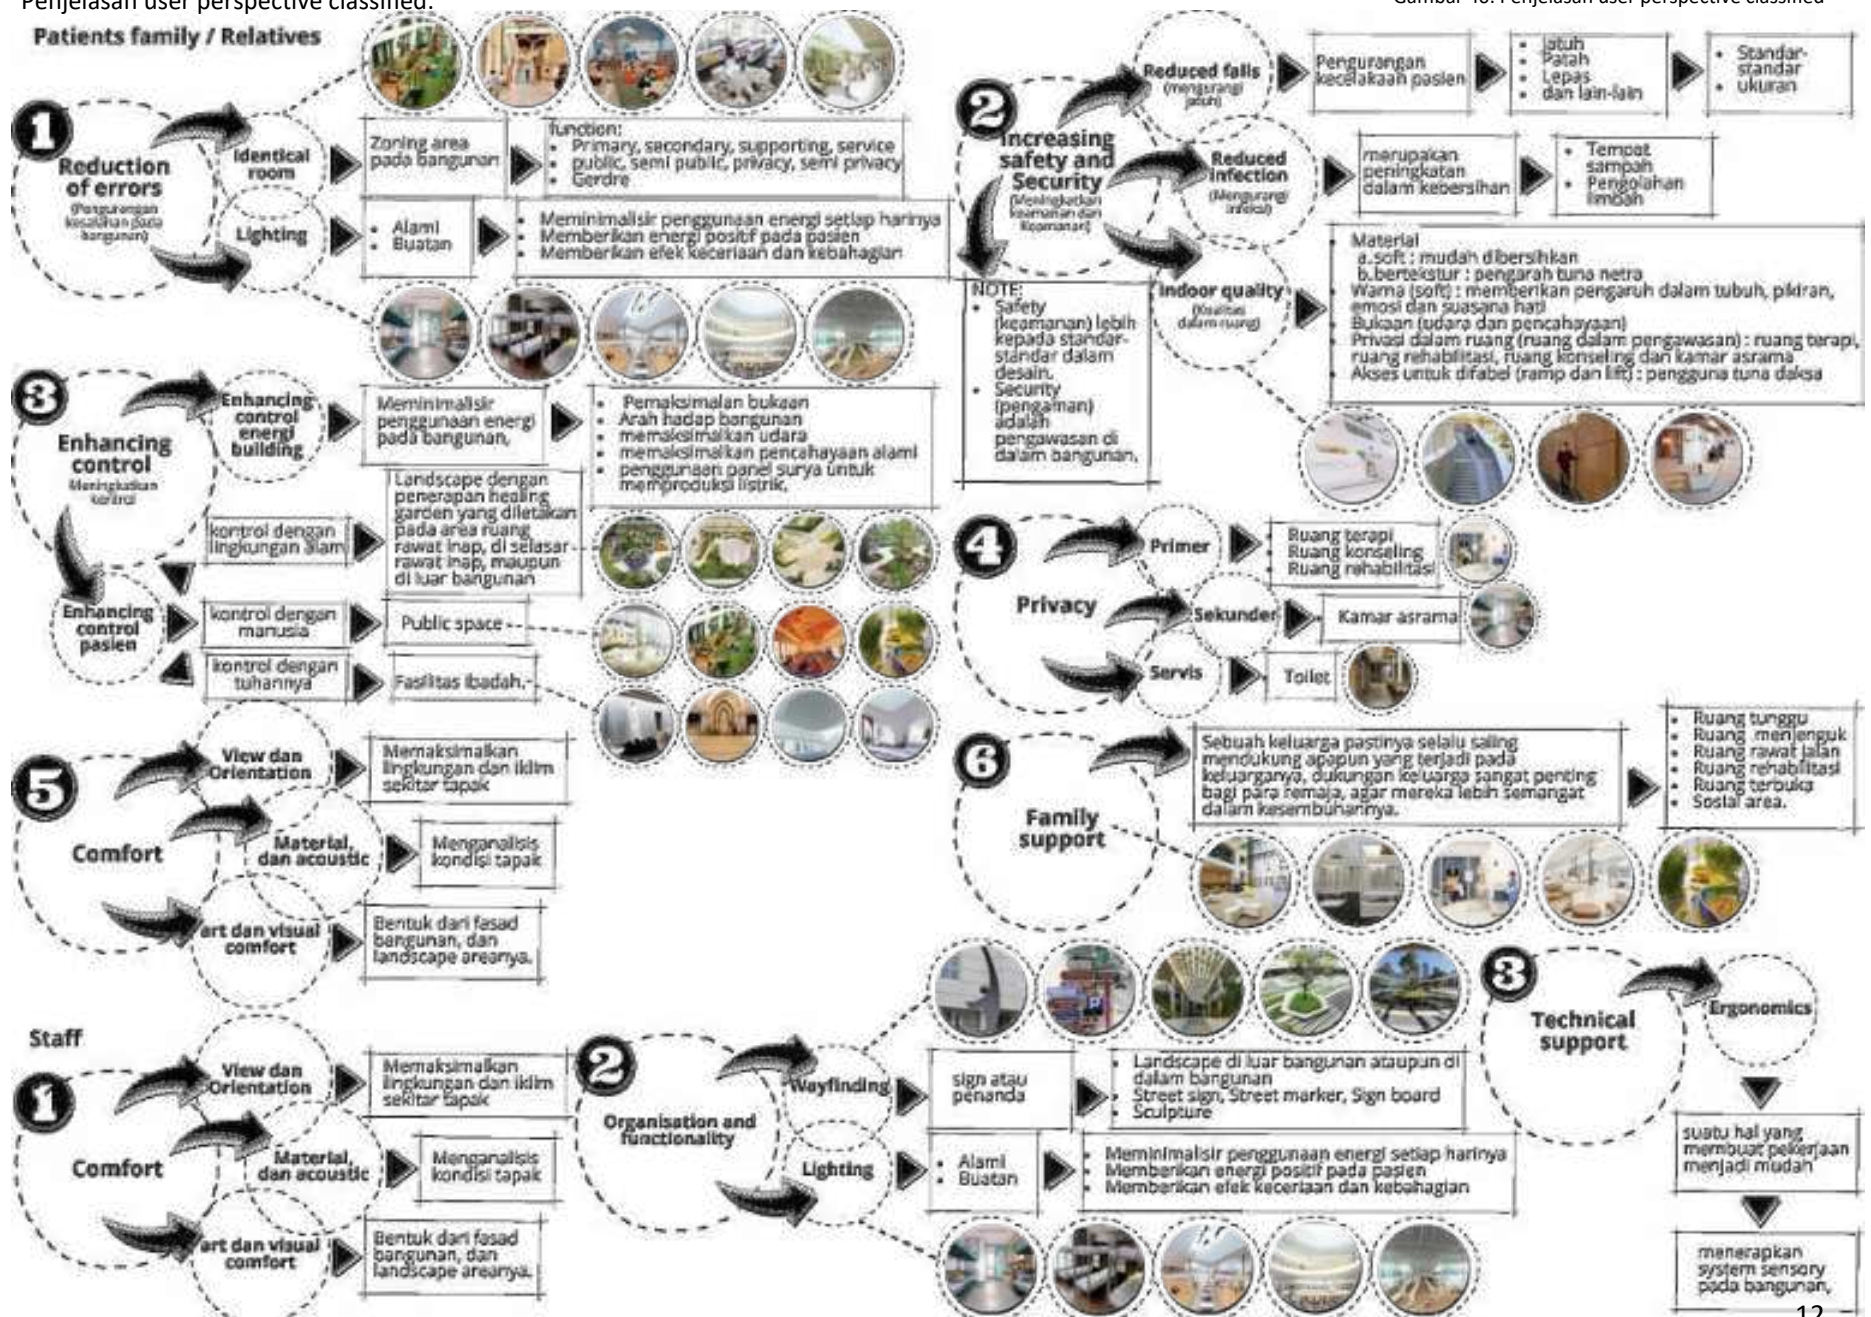 Penjelasan user perspective classified:
Gambar 46. Penjelasan user perspective classified
Patients family / Relatives
1
Reduction
of errors
(Pengurangan
kesalahan pada
bangunan)
Identical
room
Zoning area
pada bangunan
function:
• Primary, secondary, supporting, service
• public, semi public, privacy, semi privacy
• Gerdre
Lighting
• Alami
• Buatan
• Meminimalisir penggunaan energi setiap harinya
• Memberikan energi positif pada pasien
• Memberikan efek keceriaan dan kebahagian
2
Increasing
safety and
Security
(Meningkatkan
keamanan dan
Keamanan)
Reduced falls
(mengurangi
jatuh)
Pengurangan
kecelakaan pasien
• Jatuh
• Patah
• Lepas
• dan lain-lain
• Standar-
standar
• ukuran
Reduced
Infection
(Mengurangi
infeksi)
merupakan
peningkatan
dalam kebersihan
• Tempat
sampah
• Pengolahan
limbah
Indoor quality
(Kualitas
dalam ruang)
• Material
a.soft : mudah dibersihkan
b.bertekstur : pengarah tuna netra
• Warna (soft) : memberikan pengaruh dalam tubuh, pikiran,
emosi dan suasana hati
• Bukaan (udara dan pencahayaan)
• Privasi dalam ruang (ruang dalam pengawasan) : ruang terapi,
ruang rehabilitasi, ruang konseling dan kamar asrama
• Akses untuk difabel (ramp dan lift) : pengguna tuna daksa
NOTE:
• Safety
(keamanan) lebih
kepada standar-
standar dalam
desain.
• Security
(pengaman)
adalah
pengawasan di
dalam bangunan.
3
Enhancing
control
Meningkatkan
kontrol
Enhancing
control
energi
building
Meminimalisir
penggunaan energi
pada bangunan,
• Pemaksimalan bukaan
• Arah hadap bangunan
• memaksimalkan udara
• memaksimalkan pencahayaan alami
• penggunaan panel surya untuk
memproduksi listrik.
Enhancing
control
pasien
kontrol dengan
lingkungan alam
Landscape dengan
penerapan healing
garden yang diletakan
pada area ruang
rawat inap, di selasar
rawat inap, maupun
di luar bangunan
kontrol dengan
manusia
Public space
kontrol dengan
tuhannya
Fasilitas ibadah.
4
Privacy
Primer
• Ruang terapi
• Ruang konseling
• Ruang rehabilitasi
Sekunder
• Kamar asrama
Servis
• Toilet
5
Comfort
View dan
Orientation
Memaksimalkan
lingkungan dan iklim
sekitar tapak
Material,
dan acoustic
Menganalisis
kondisi tapak
art dan visual
comfort
Bentuk dari fasad
bangunan, dan
landscape areanya.
6
Family
support
Sebuah keluarga pastinya selalu saling
mendukung apapun yang terjadi pada
keluarganya, dukungan keluarga sangat penting
bagi para remaja, agar mereka lebih semangat
dalam kesembuhannya.
• Ruang tunggu
• Ruang menjenguk
• Ruang rawat jalan
• Ruang rehabilitasi
• Ruang terbuka
• Sosial area.
Staff
1
Comfort
View dan
Orientation
Memaksimalkan
lingkungan dan iklim
sekitar tapak
Material,
dan acoustic
Menganalisis
kondisi tapak
art dan visual
comfort
Bentuk dari fasad
bangunan, dan
landscape areanya.
2
Organisation and
functionality
Wayfinding
sign atau
penanda
• Landscape di luar bangunan ataupun di
dalam bangunan
• Street sign, Street marker, Sign board
• Sculpture
Lighting
• Alami
• Buatan
• Meminimalisir penggunaan energi setiap harinya
• Memberikan energi positif pada pasien
• Memberikan efek keceriaan dan kebahagian
3
Technical
support
Ergonomics
suatu hal yang
membuat pekerjaan
menjadi mudah
menerapkan
system sensory
pada bangunan,
12